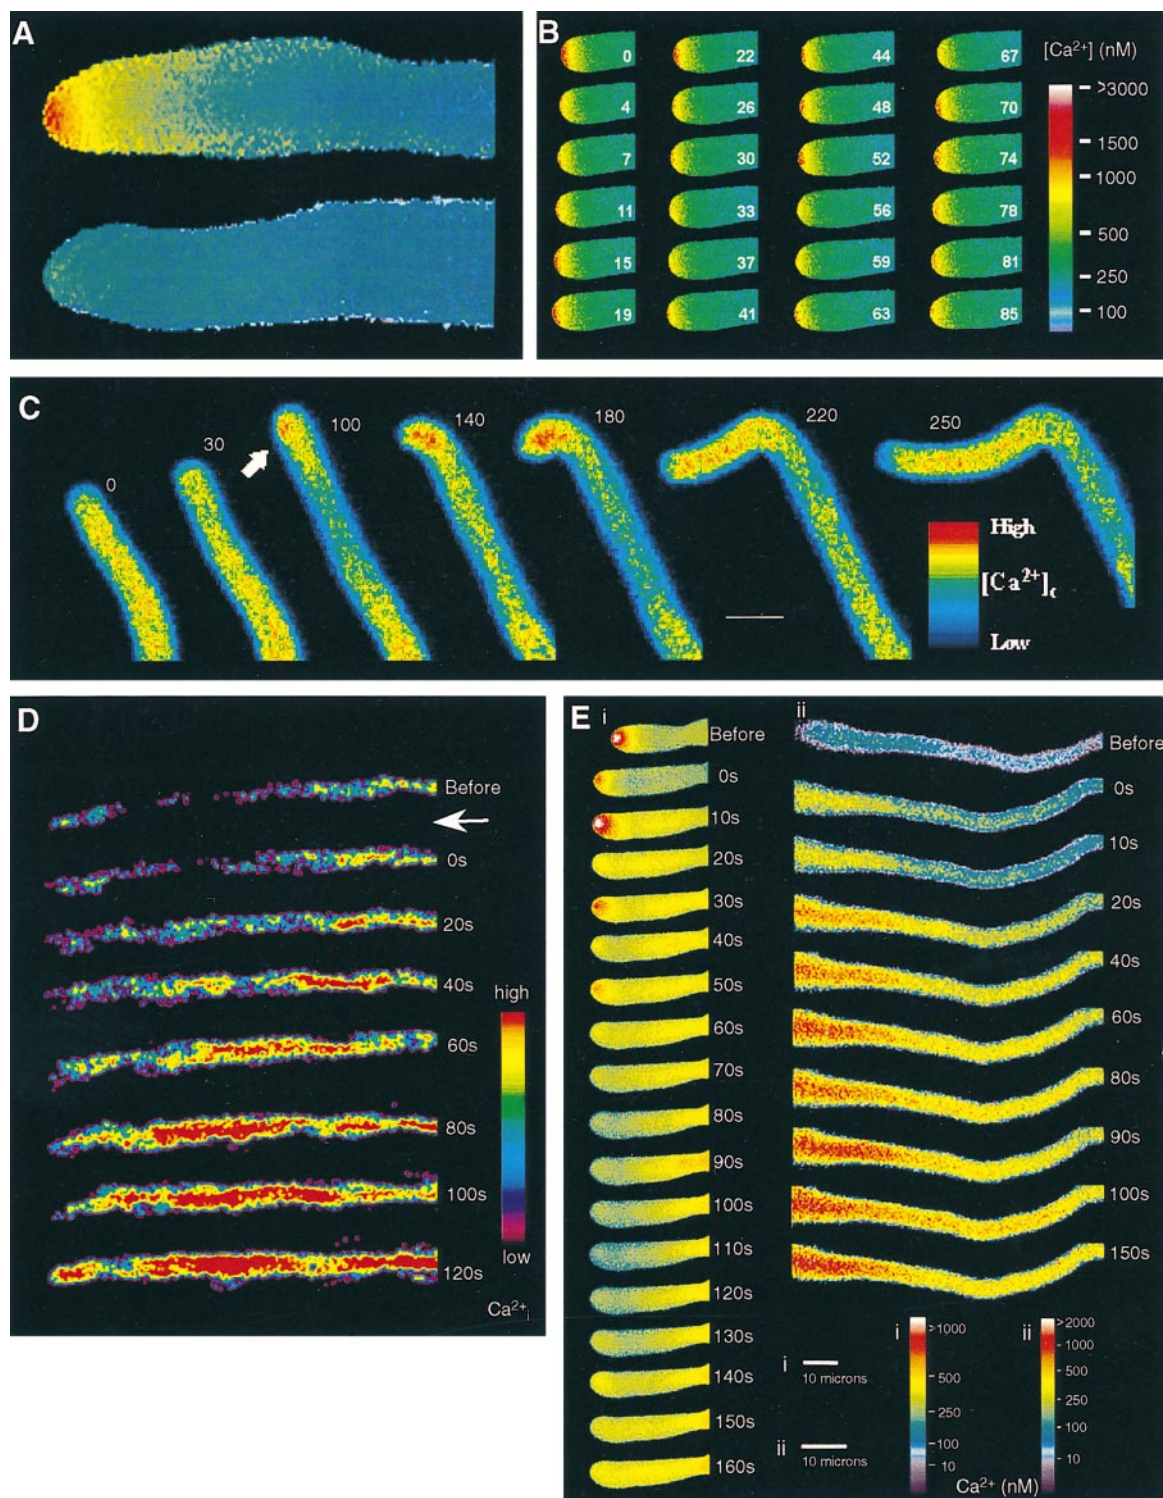 A
B
0 22 44 67
4 26 48 70
7 30 52 74
11 33 56 78
15 37 59 81
19 41 63 85
[Ca²⁺] (nM)
>3000
1500
1000
500
250
100
C
0
30
100
140
180
220
250
High
[Ca²⁺]c
Low
D
Before
0s
20s
40s
60s
80s
100s
120s
high
low
Ca²⁺i
E
i
Before
0s
10s
20s
30s
40s
50s
60s
70s
80s
90s
100s
110s
120s
130s
140s
150s
160s
ii
Before
0s
10s
20s
40s
60s
80s
90s
100s
150s
i
10 microns
ii
10 microns
i
>1000
500
250
100
10
ii
>2000
1000
500
250
100
10
Ca²⁺ (nM)